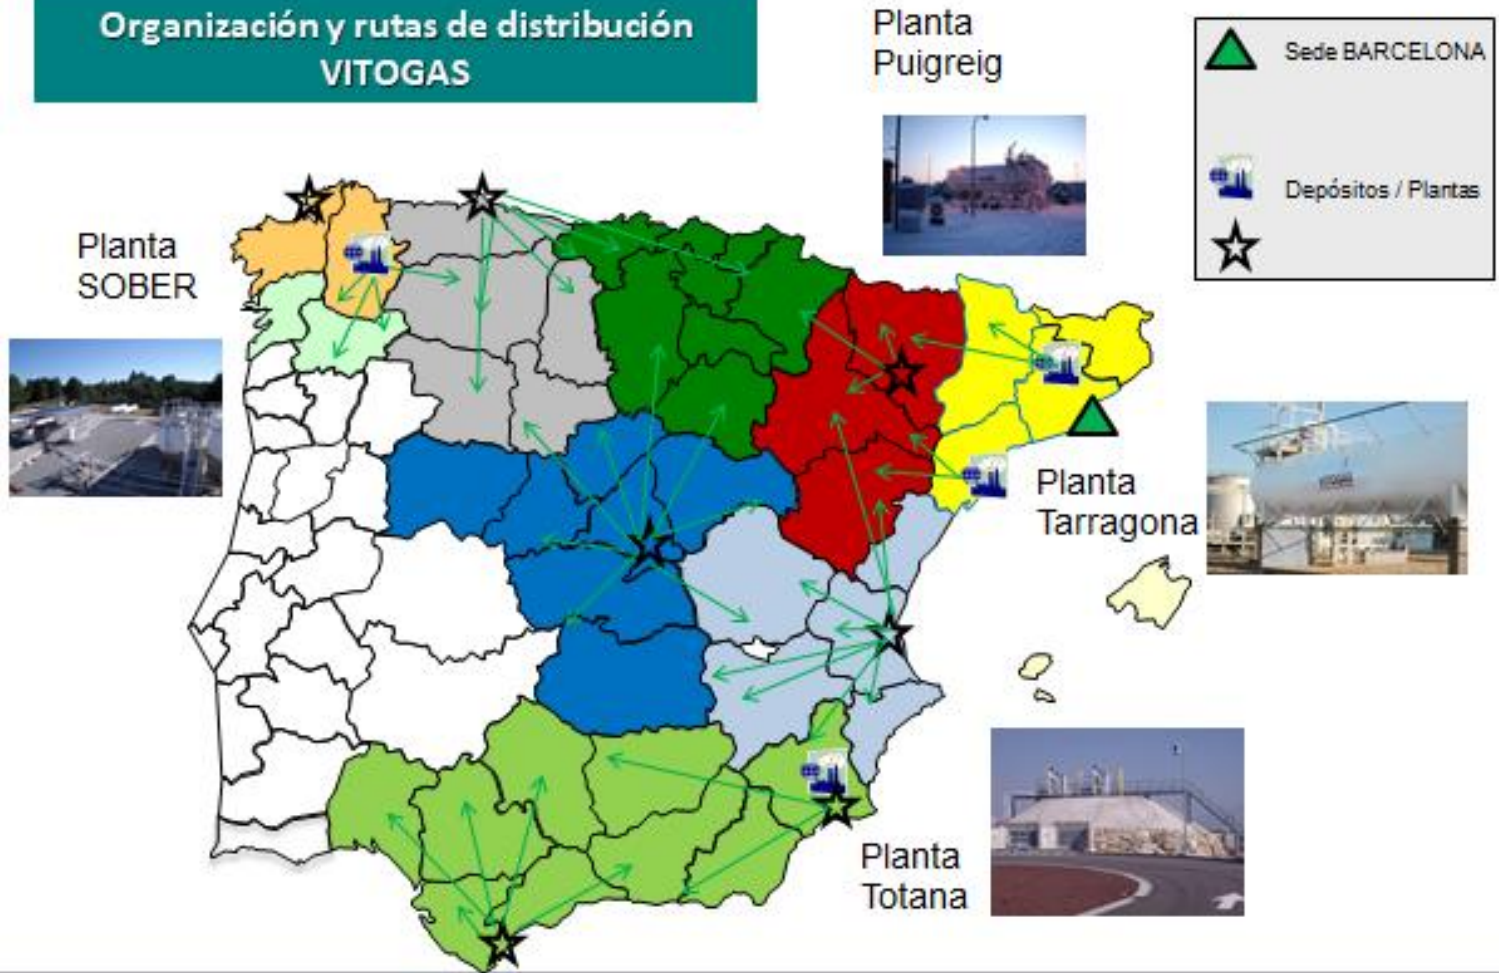 Organización y rutas de distribución
VITOGAS
Planta
Puigreig
Sede BARCELONA
Depósitos / Plantas
Planta
SOBER
Planta
Tarragona
Planta
Totana